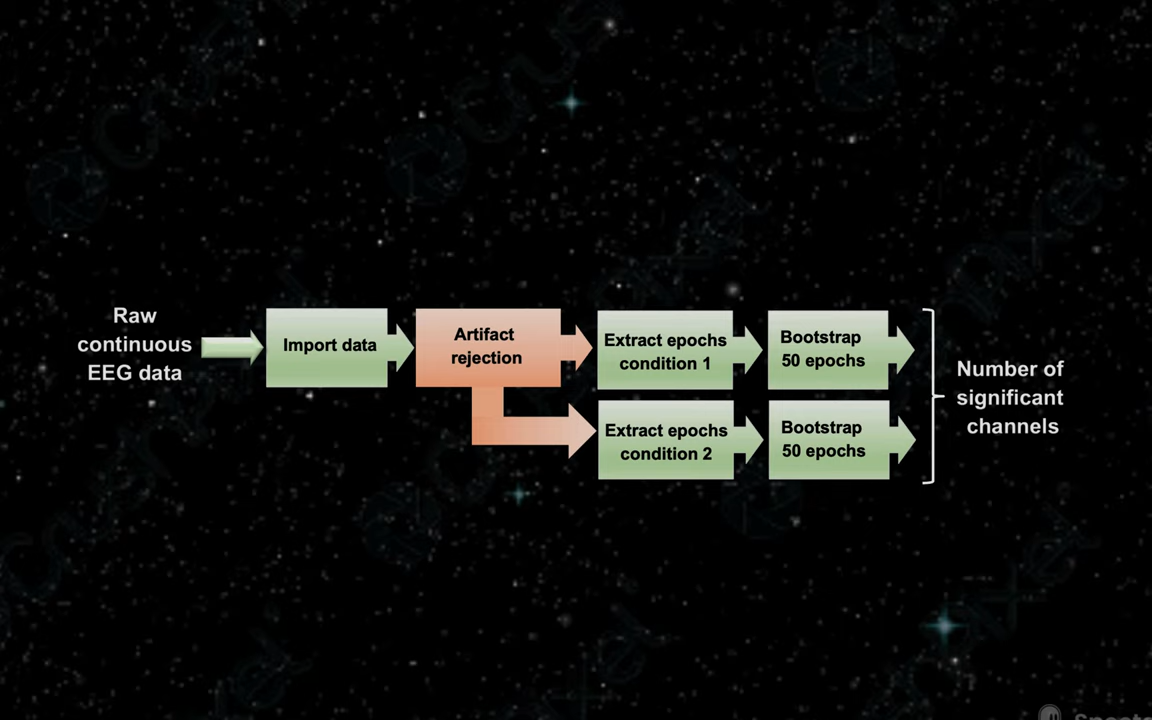 Raw
continuous
EEG data
Import data
Artifact
rejection
Extract epochs
condition 1
Bootstrap
50 epochs
Extract epochs
condition 2
Bootstrap
50 epochs
Number of
significant
channels